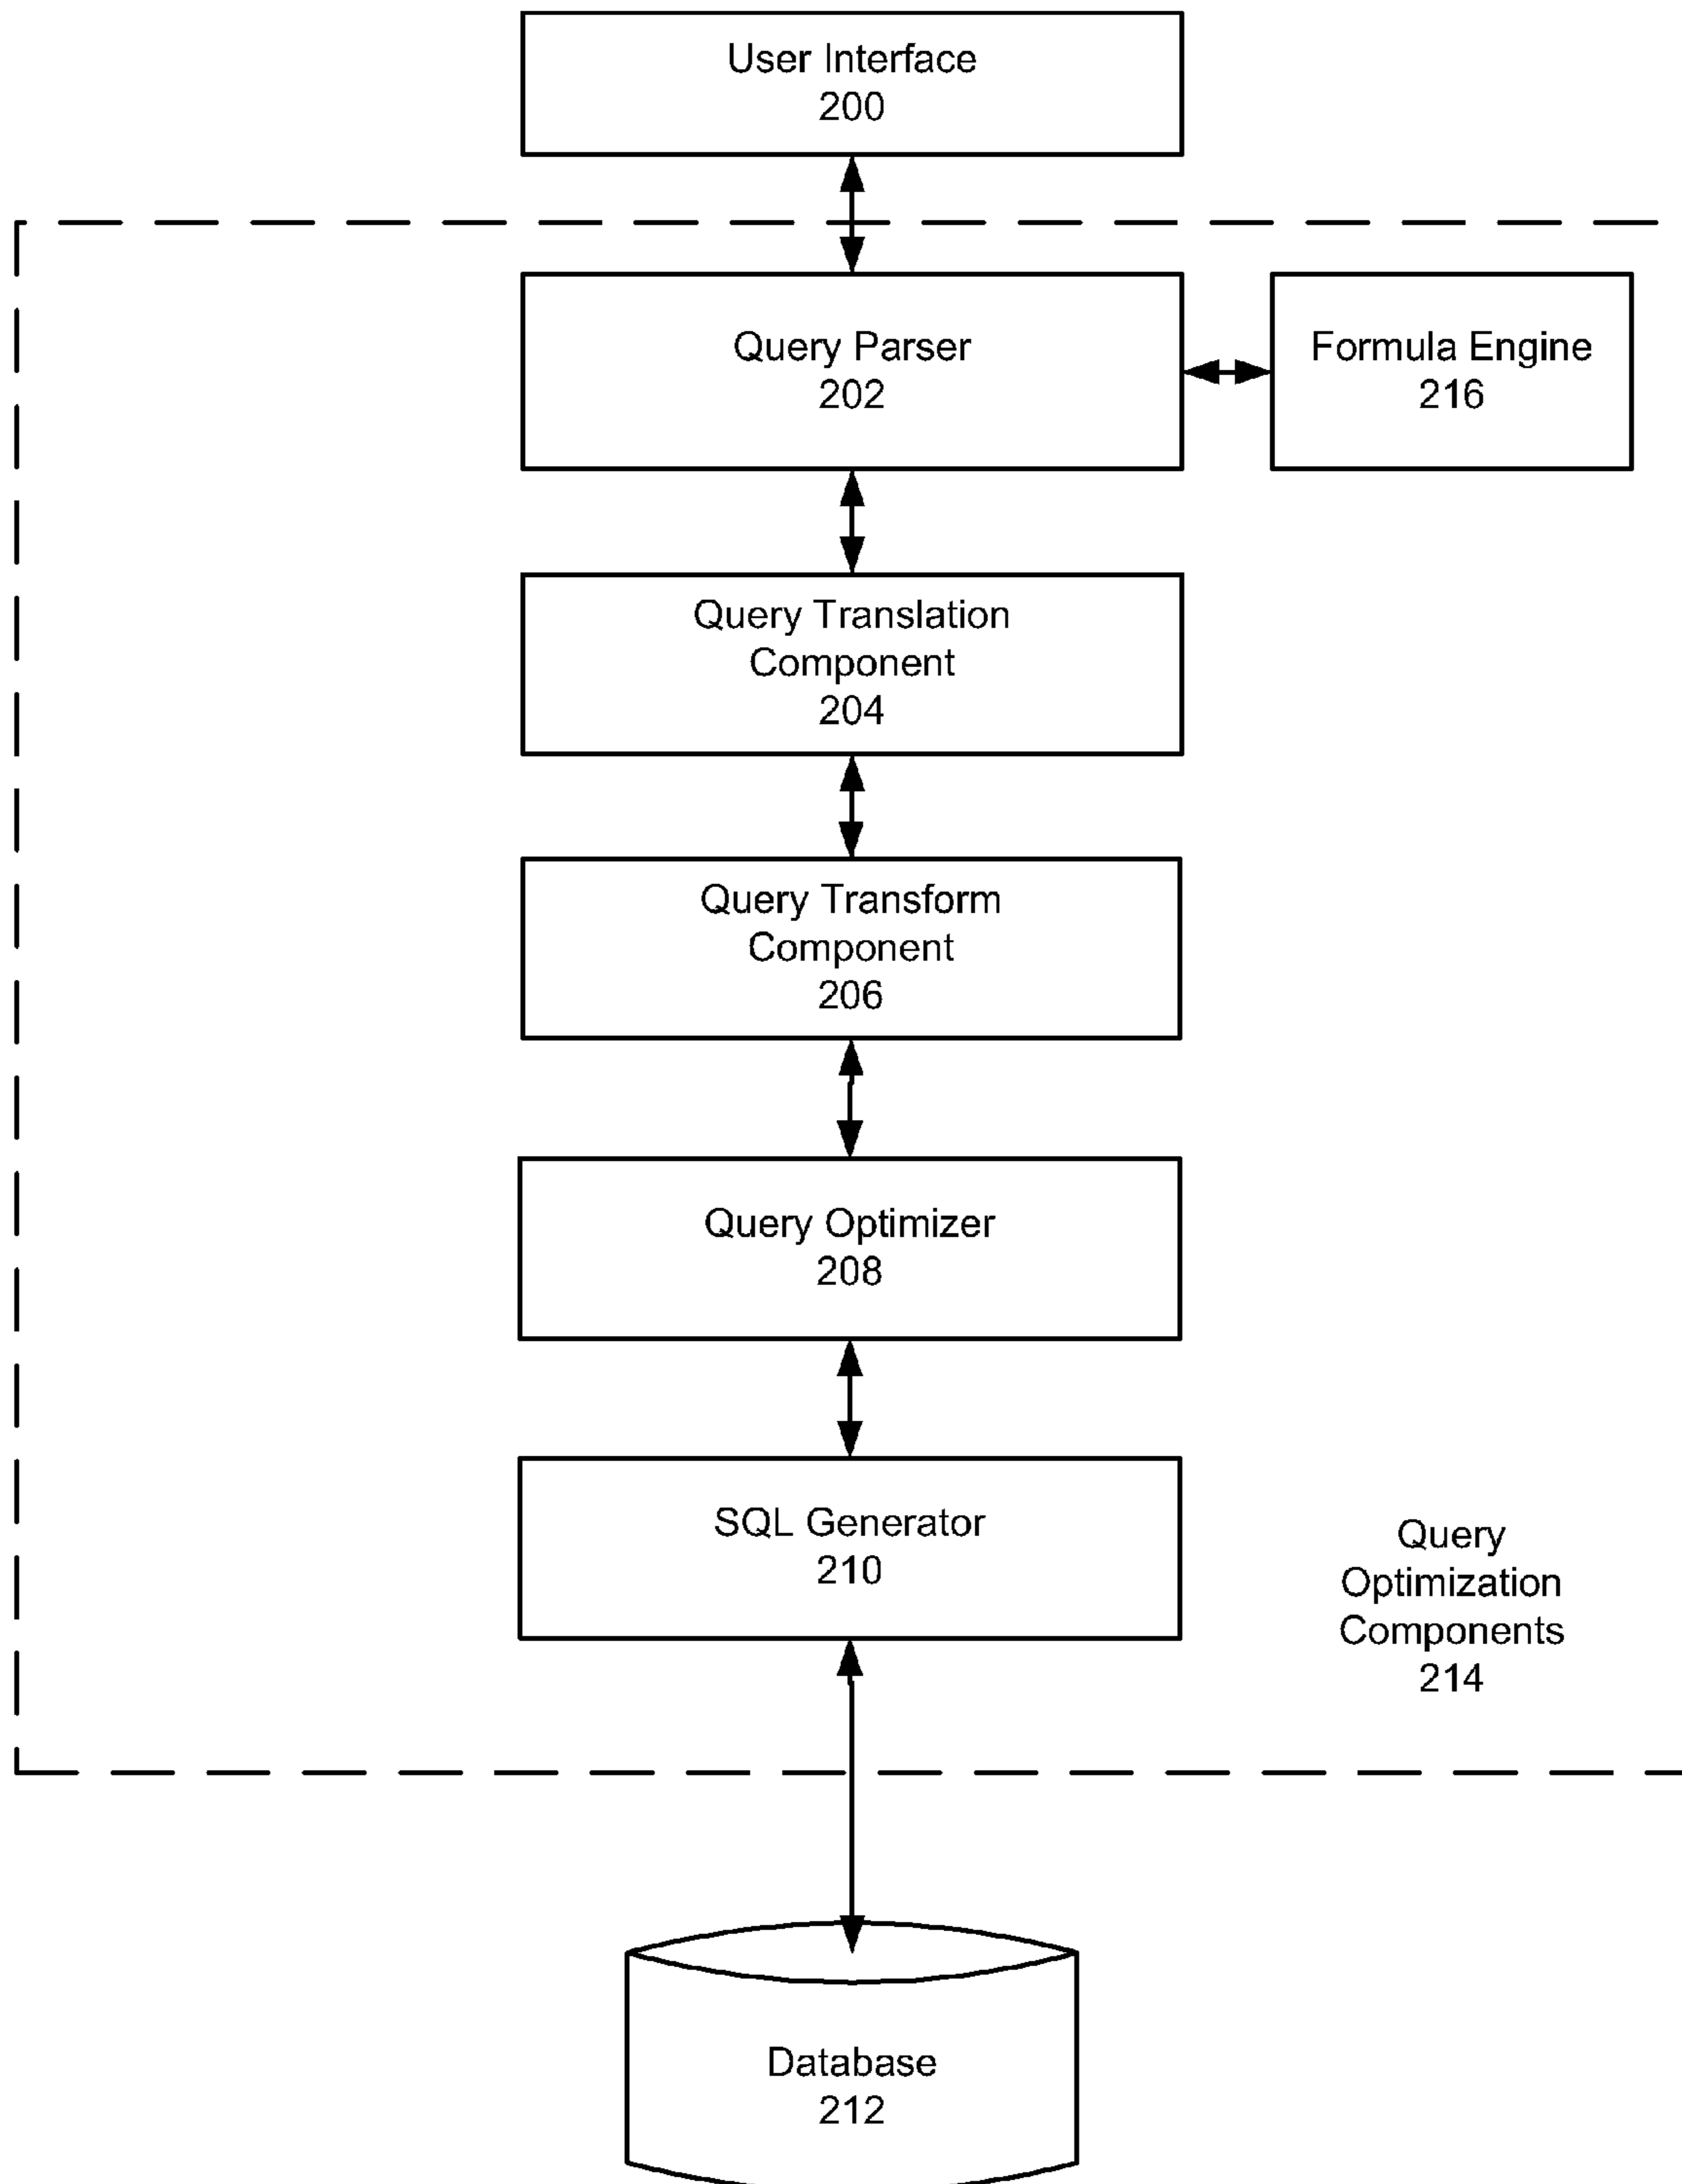 User Interface
200
Query Parser
202
Formula Engine
216
Query Translation
Component
204
Query Transform
Component
206
Query Optimizer
208
SQL Generator
210
Query
Optimization
Components
214
Database
212